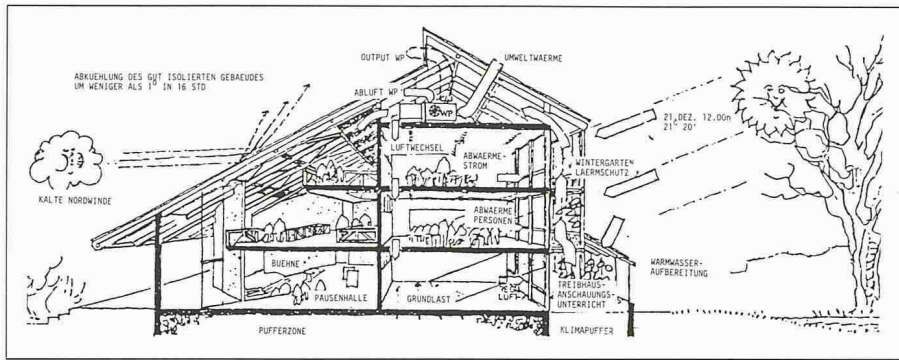 OUTPUT WP
UMWELTWAERME
ABKUEHLUNG DES GUT ISOLIERTEN GEBAEUDES
UM WENIGER ALS 1° IN 16 STD
ABLUFT WP
WP
21.DEZ. 12.00h
21° 20'
LUFTWECHSEL
ABWAERME-
STROM
WINTERGARTEN
LAERMSCHUTZ
KALTE NORDWINDE
ABWAERME
PERSONEN
BUEHNE
WARMWASSER-
AUFBEREITUNG
PAUSENHALLE
GRUNDLAST
LUFT
TREIBHAUS-
ANSCHAUUNGS-
UNTERRICHT
PUFFERZONE
KLIMAPUFFER